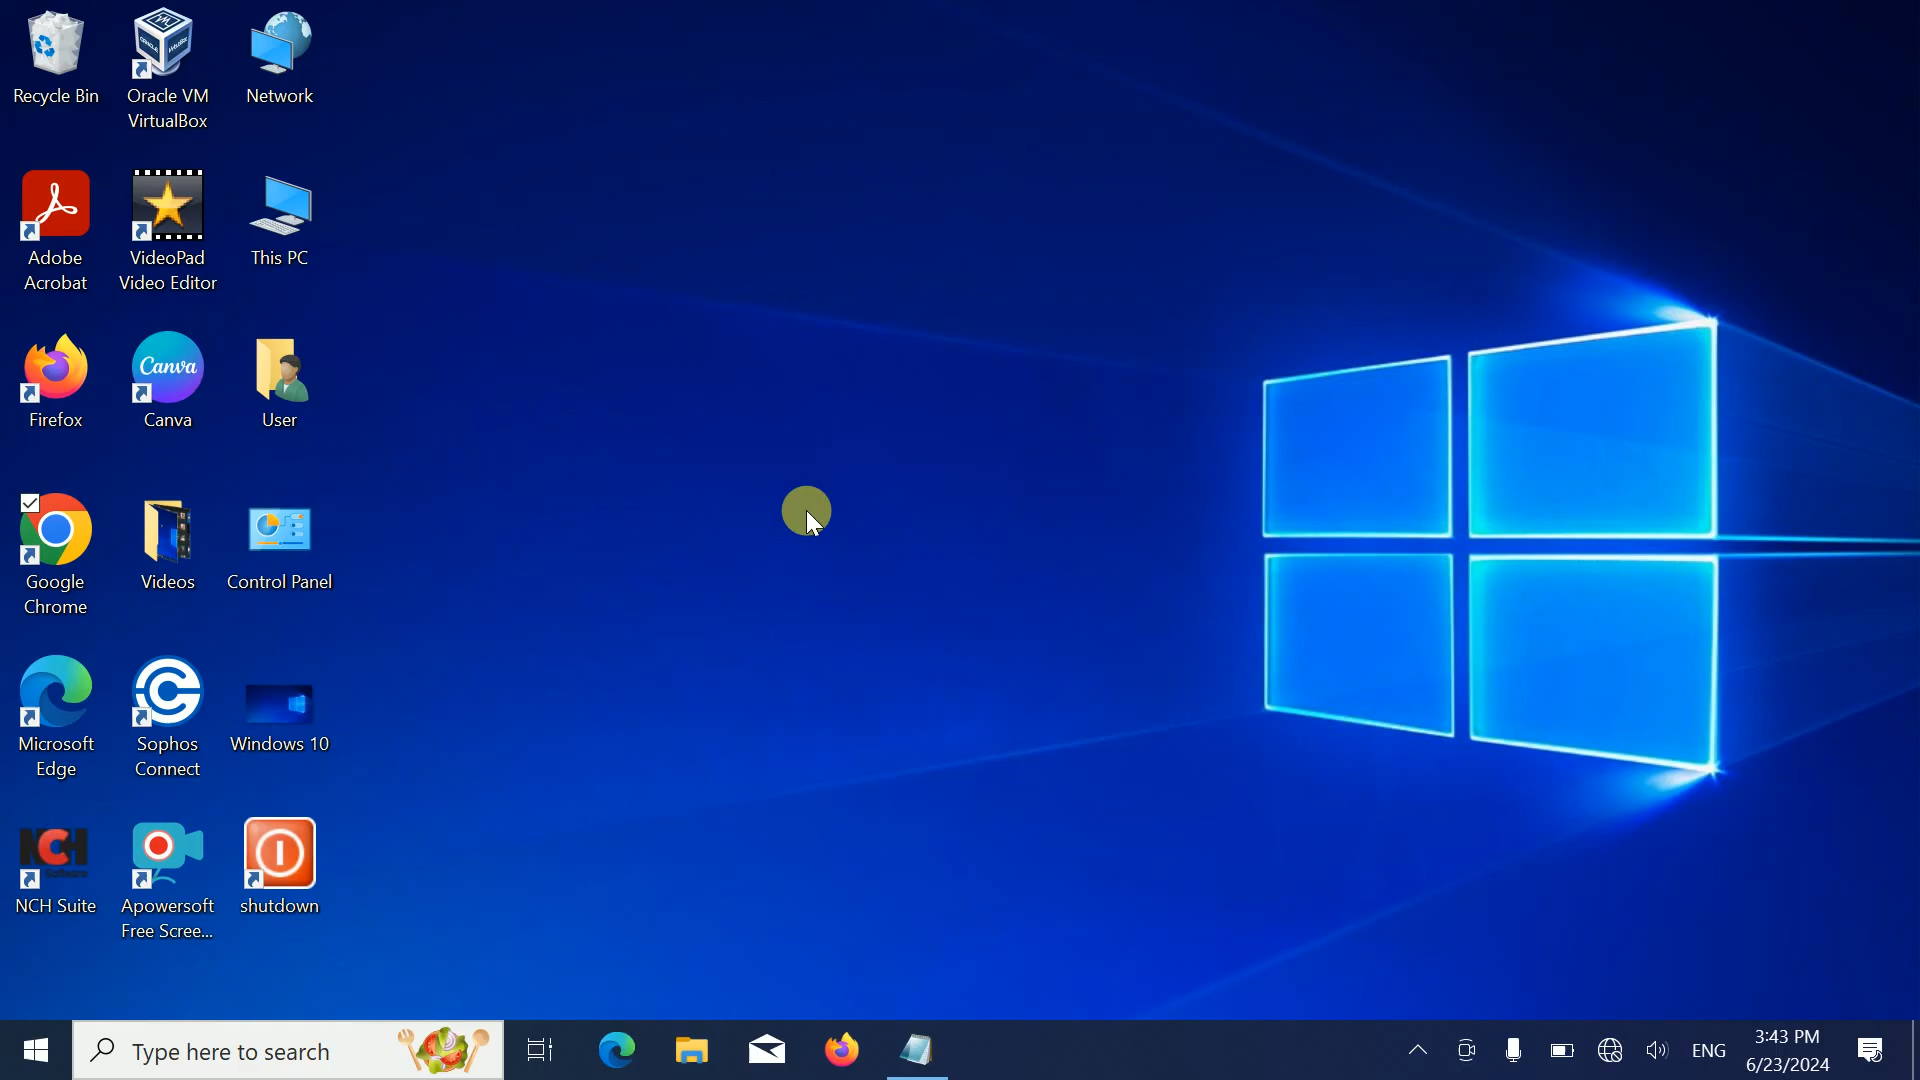 Recycle Bin
Oracle VM
VirtualBox
Network
Adobe
Acrobat
VideoPad
Video Editor
This PC
Firefox
Canva
Canva
User
Google
Chrome
Videos
Control Panel
Microsoft
Edge
Sophos
Connect
Windows 10
NCH
NCH Suite
Apowersoft
Free Scree...
shutdown
Type here to search
ENG
3:43 PM
6/23/2024